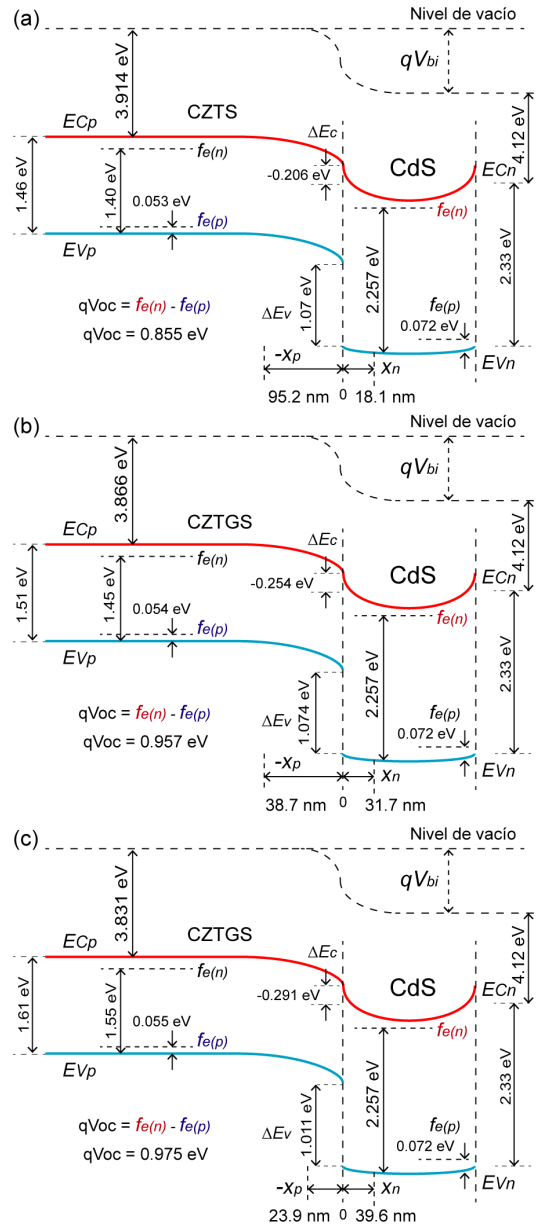 (a)
Nivel de vacío
3.914 eV
qVbi
CZTS
ECp
fe(n)
ΔEc
-0.206 eV
CdS
4.12 eV
ECn
1.46 eV
1.40 eV
0.053 eV
fe(p)
EVp
fe(n)
2.257 eV
2.33 eV
1.07 eV
ΔEv
fe(p)
0.072 eV
qVoc = fe(n) - fe(p)
qVoc = 0.855 eV
EVn
-xp
xn
95.2 nm
0
18.1 nm
(b)
Nivel de vacío
3.866 eV
qVbi
CZTGS
ECp
fe(n)
ΔEc
-0.254 eV
CdS
4.12 eV
ECn
1.51 eV
1.45 eV
0.054 eV
fe(p)
EVp
fe(n)
2.257 eV
2.33 eV
1.074 eV
ΔEv
fe(p)
0.072 eV
qVoc = fe(n) - fe(p)
qVoc = 0.957 eV
EVn
-xp
xn
38.7 nm
0
31.7 nm
(c)
Nivel de vacío
3.831 eV
qVbi
CZTGS
ECp
fe(n)
ΔEc
-0.291 eV
CdS
4.12 eV
ECn
1.61 eV
1.55 eV
0.055 eV
fe(p)
EVp
fe(n)
2.257 eV
2.33 eV
1.011 eV
ΔEv
fe(p)
0.072 eV
qVoc = fe(n) - fe(p)
qVoc = 0.975 eV
EVn
-xp
xn
23.9 nm
0
39.6 nm